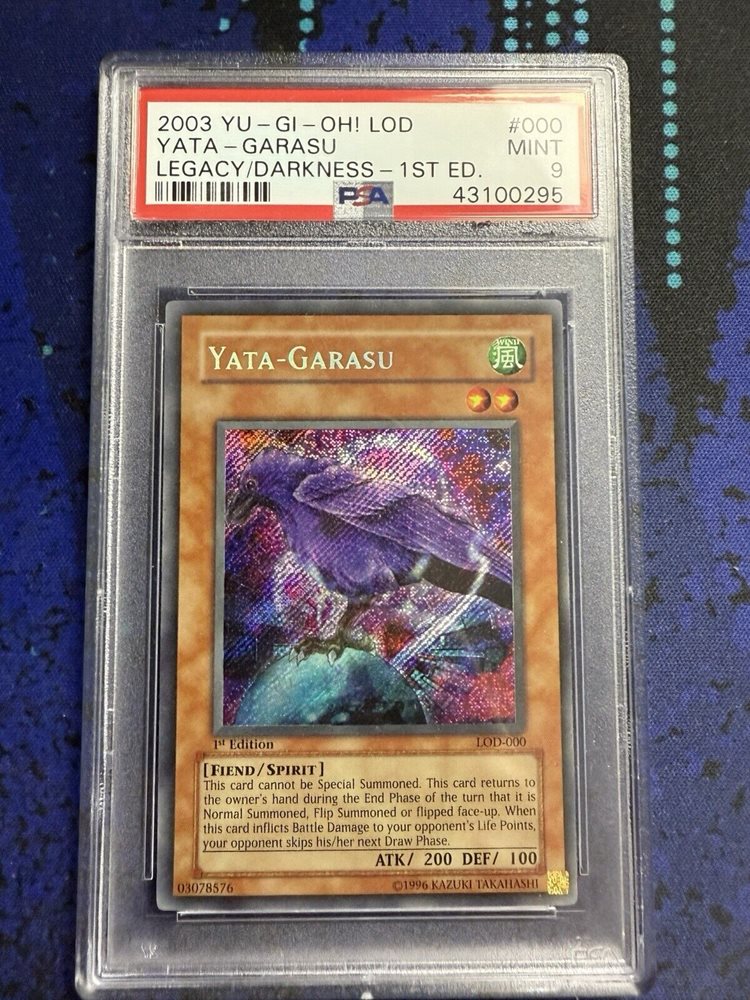 2003 YU-GI-OH! LOD #000
YATA-GARASU MINT
LEGACY/DARKNESS-1ST ED. 9
PSA 43100295
YATA-GARASU
WIND
風
1st Edition LOD-000
[FIEND/SPIRIT]
This card cannot be Special Summoned. This card returns to
the owner's hand during the End Phase of the turn that it is
Normal Summoned, Flip Summoned or flipped face-up. When
this card inflicts Battle Damage to your opponent's Life Points,
your opponent skips his/her next Draw Phase.
ATK/ 200 DEF/ 100
03078576 ©1996 KAZUKI TAKAHASHI
PSA